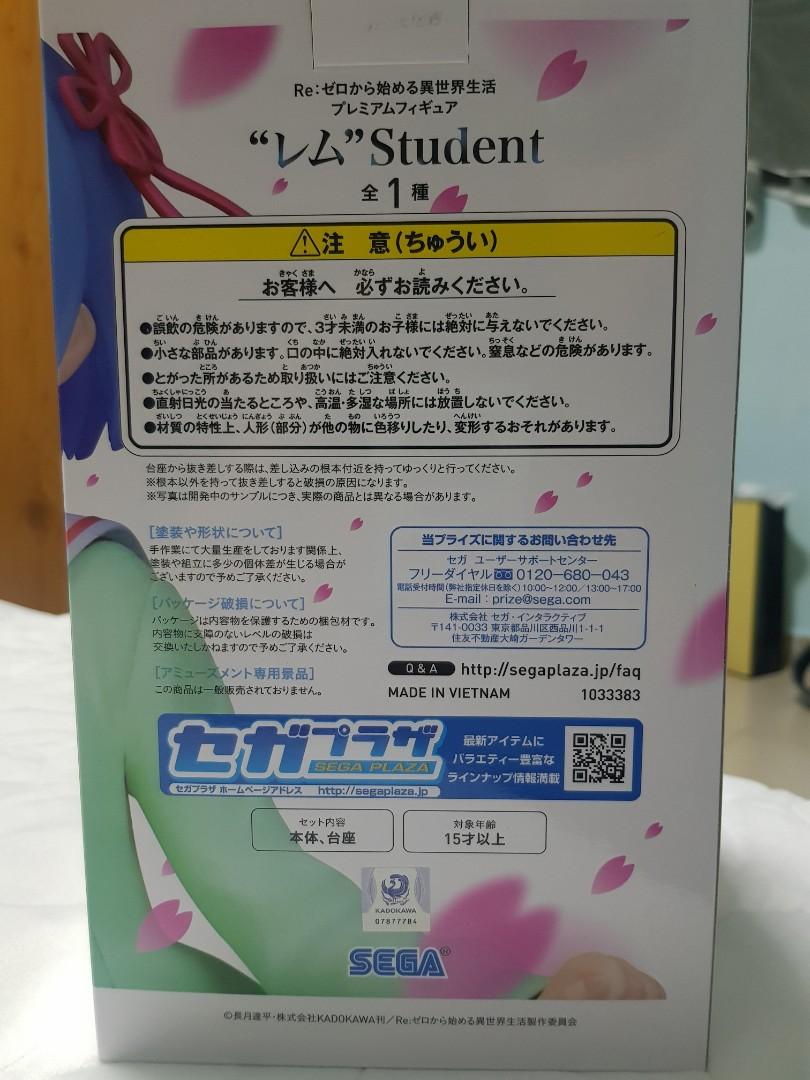 Re:ゼロから始める異世界生活
プレミアムフィギュア
“レム”Student
全1種
注 意(ちゅうい)
お客様へ 必ずお読みください。
●誤飲の危険がありますので、3才未満のお子様には絶対に与えないでください。
●小さな部品があります。口の中に絶対入れないでください。窒息などの危険があります。
●とがった所があるため取り扱いにはご注意ください。
●直射日光の当たるところや、高温・多湿な場所には放置しないでください。
●材質の特性上、人形(部分)が他の物に色移りしたり、変形するおそれがあります。
台座から抜き差しする際は、差し込みの根本付近を持ってゆっくりと行ってください。
※根本以外を持って抜き差しすると破損の原因になります。
※写真は開発中のサンプルにつき、実際の商品とは異なる場合があります。
[塗装や形状について]
手作業にて大量生産をしております関係上、
塗装や組立に多少の個体差が生じる場合が
ございますので予めご了承ください。
[パッケージ破損について]
パッケージは内容物を保護するための梱包材です。
内容物に支障のないレベルの破損は
交換いたしかねますので予めご了承ください。
[アミューズメント専用景品]
この商品は一般販売されておりません。
当プライズに関するお問い合わせ先
セガ ユーザーサポートセンター
フリーダイヤル 0120-680-043
電話受付時間(弊社指定休日を除く)10:00~12:00/13:00~17:00
E-mail:prize@sega.com
株式会社 セガ・インタラクティブ
〒141-0033 東京都品川区西品川1-1-1
住友不動産大崎ガーデンタワー
Q&A http://segaplaza.jp/faq
MADE IN VIETNAM 1033383
セガプラザ
SEGA PLAZA
セガプラザ ホームページアドレス http://segaplaza.jp
最新アイテムに
バラエティー豊富な
ラインナップ情報満載
セット内容
本体、台座
対象年齢
15才以上
KADOKAWA
07877784
SEGA®
©長月達平・株式会社KADOKAWA刊/Re:ゼロから始める異世界生活製作委員会